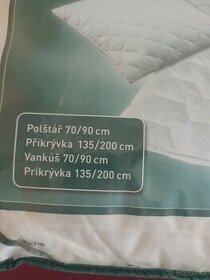 Polštář 70/90 cm
Přikrývka 135/200 cm
Vankúš 70/90 cm
Prikrývka 135/200 cm